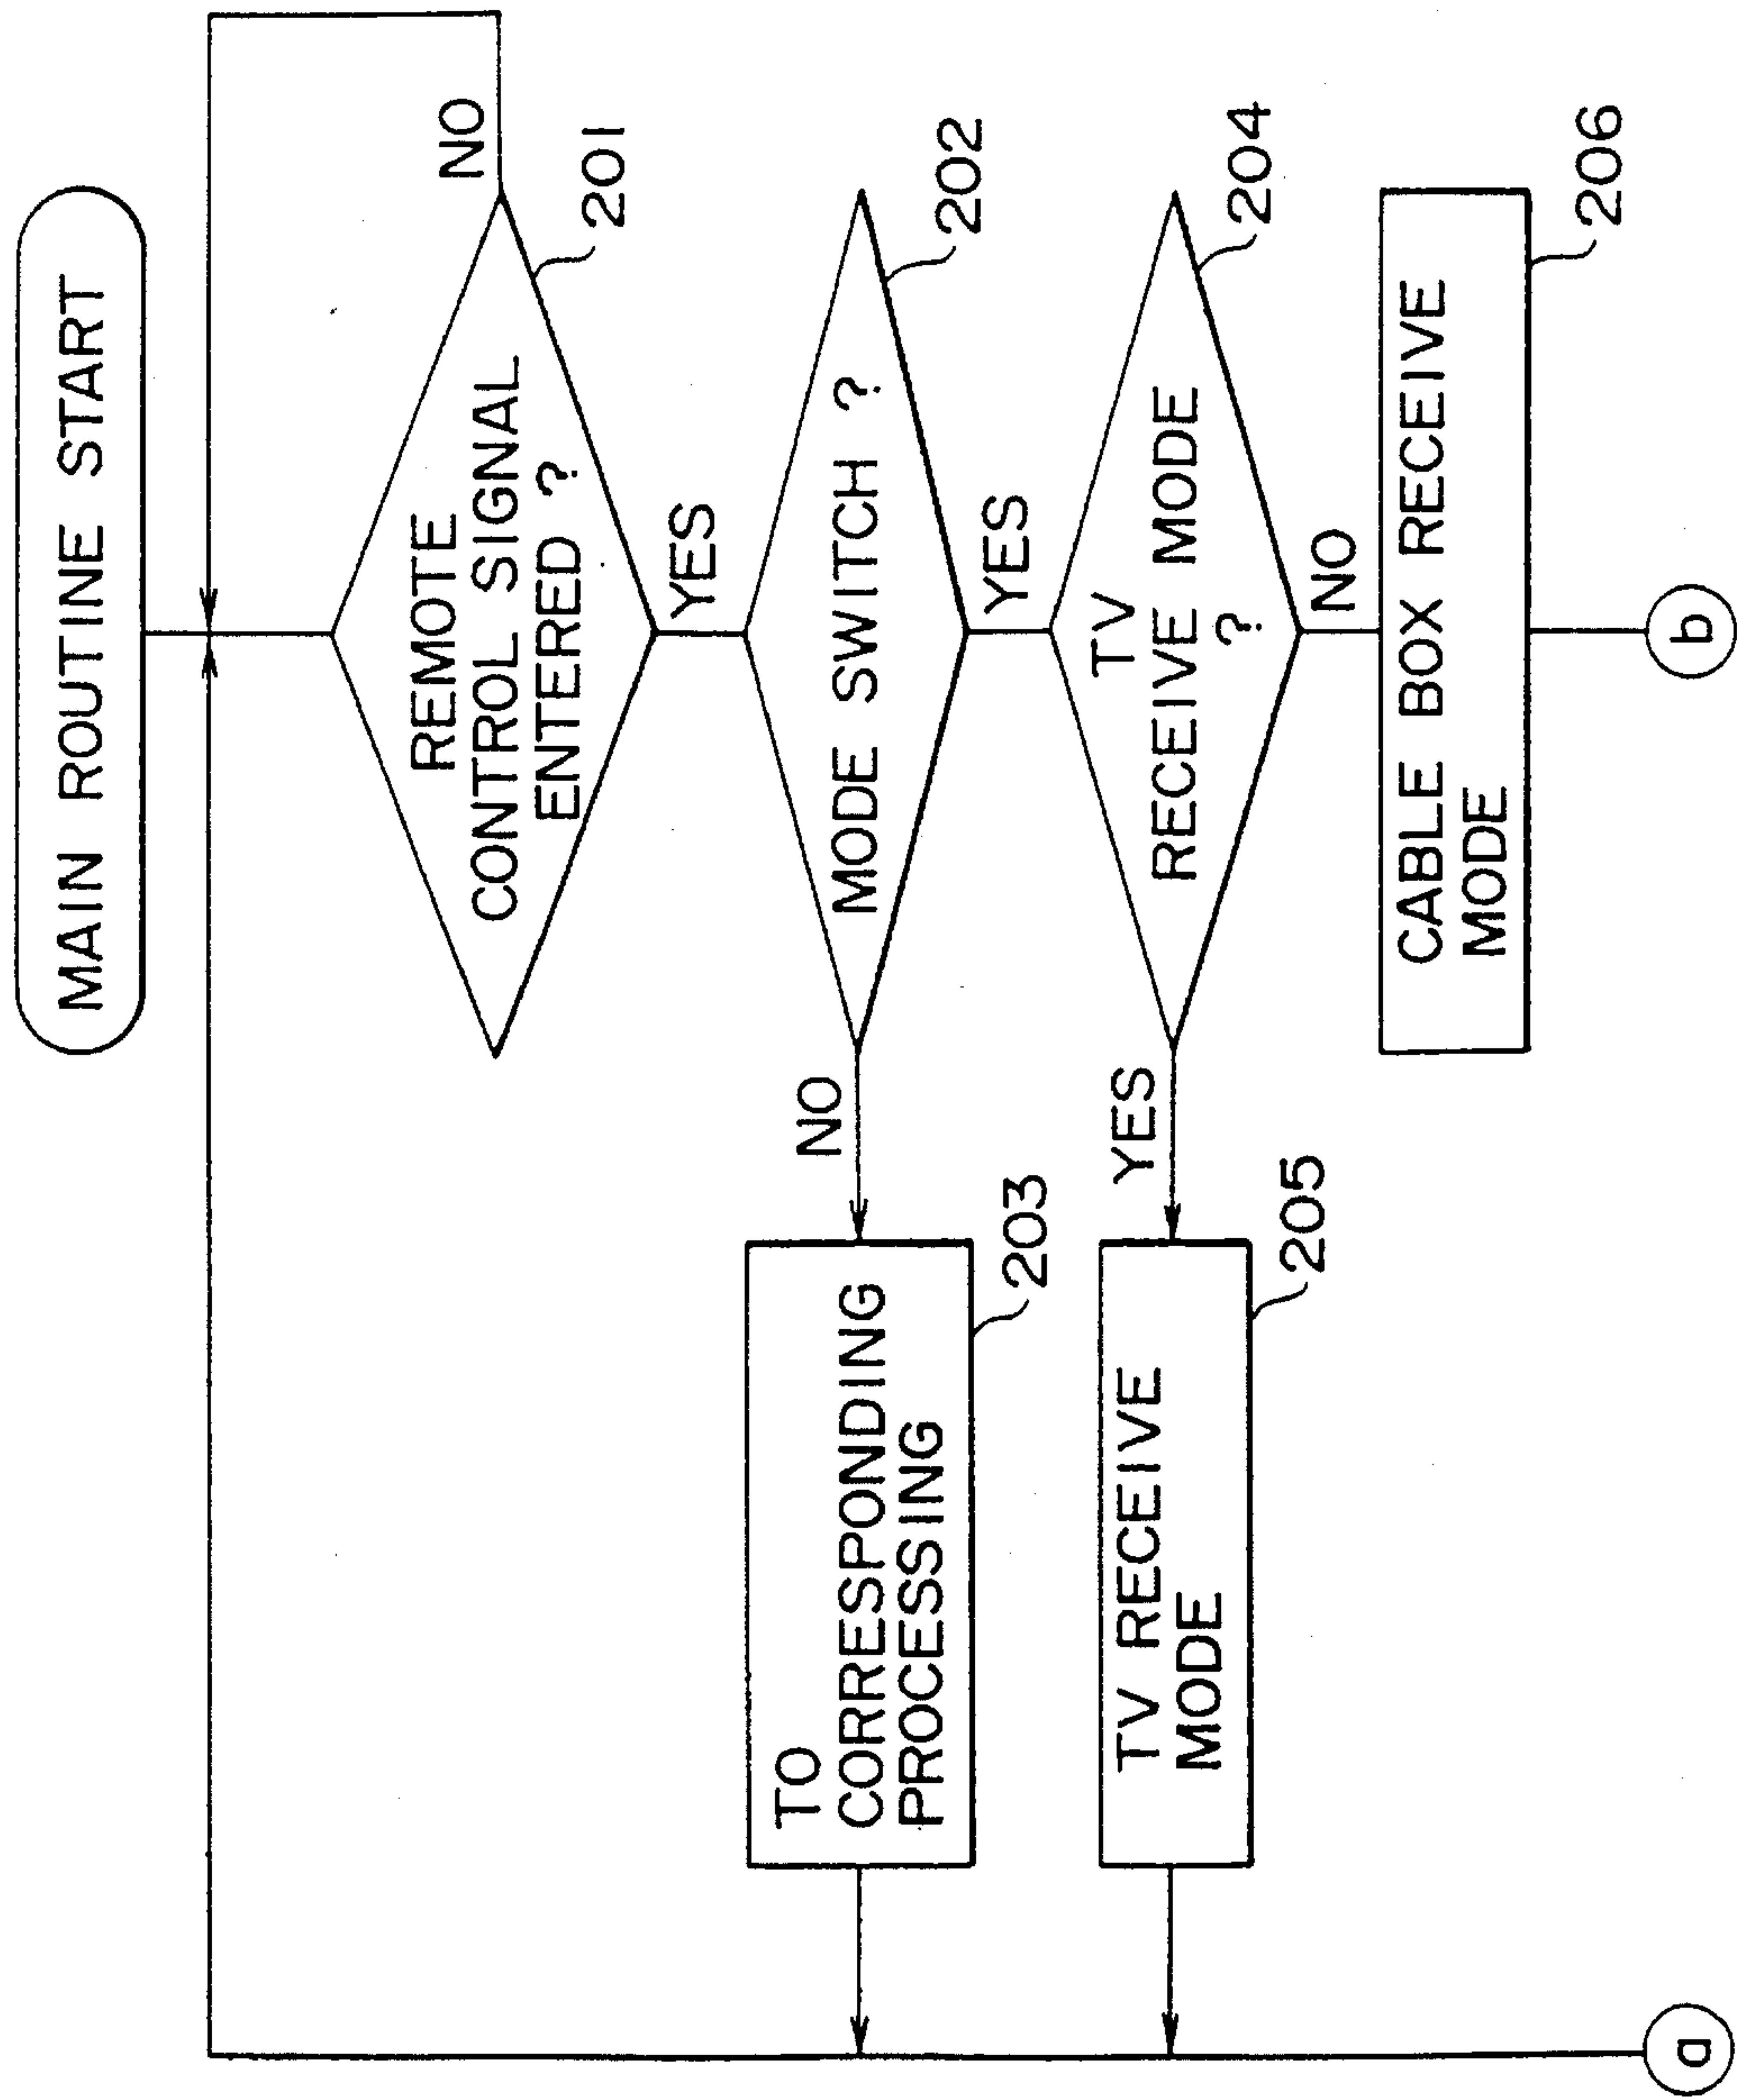 MAIN ROUTINE START
NO
REMOTE
CONTROL SIGNAL
ENTERED ?
201
YES
MODE SWITCH ?
202
NO
TO
CORRESPONDING
PROCESSING
203
YES
TV
RECEIVE MODE
?
204
YES
TV RECEIVE
MODE
205
NO
CABLE BOX RECEIVE
MODE
206
a
b